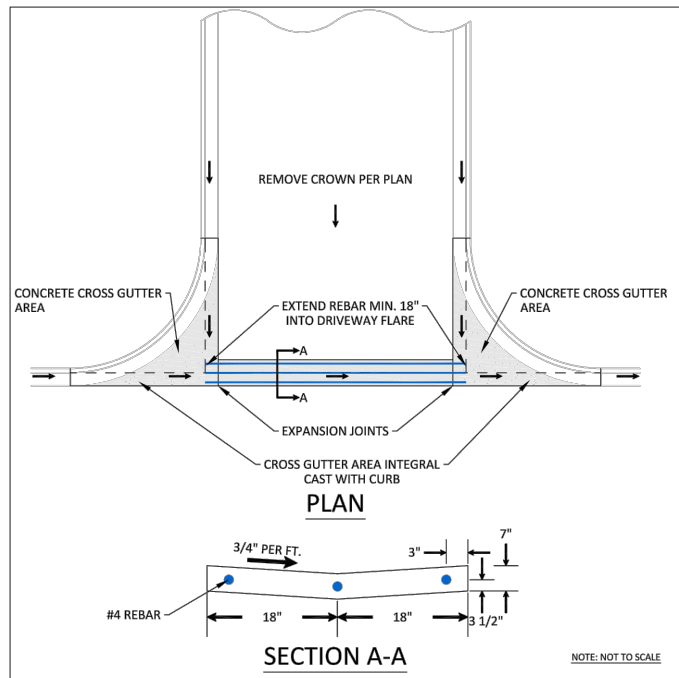 REMOVE CROWN PER PLAN
CONCRETE CROSS GUTTER
AREA
EXTEND REBAR MIN. 18"
INTO DRIVEWAY FLARE
CONCRETE CROSS GUTTER
AREA
A
A
EXPANSION JOINTS
CROSS GUTTER AREA INTEGRAL
CAST WITH CURB
PLAN
3/4" PER FT.
3"
7"
#4 REBAR
18"
18"
3 1/2"
SECTION A-A
NOTE: NOT TO SCALE